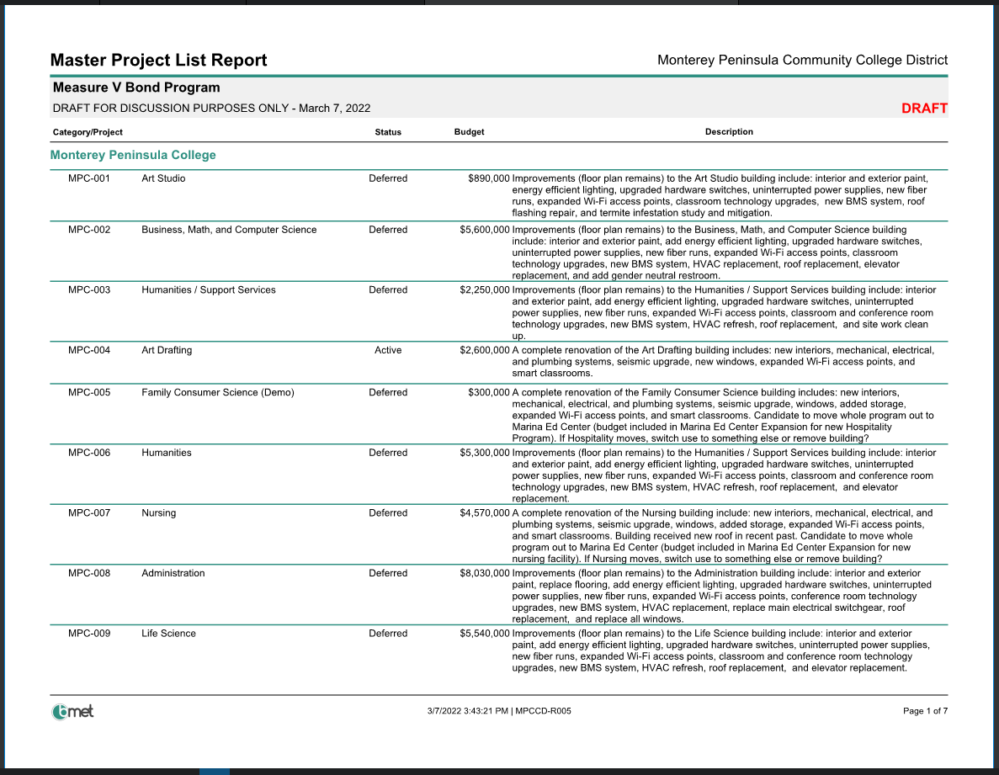 Master Project List Report
Monterey Peninsula Community College District
Measure V Bond Program
DRAFT FOR DISCUSSION PURPOSES ONLY - March 7, 2022
DRAFT
Category/Project Status Budget Description
Monterey Peninsula College
MPC-001 Art Studio Deferred $890,000 Improvements (floor plan remains) to the Art Studio building include: interior and exterior paint,
energy efficient lighting, upgraded hardware switches, uninterrupted power supplies, new fiber
runs, expanded Wi-Fi access points, classroom technology upgrades,  new BMS system, roof
flashing repair, and termite infestation study and mitigation.
MPC-002 Business, Math, and Computer Science Deferred $5,600,000 Improvements (floor plan remains) to the Business, Math, and Computer Science building
include: interior and exterior paint, add energy efficient lighting, upgraded hardware switches,
uninterrupted power supplies, new fiber runs, expanded Wi-Fi access points, classroom
technology upgrades, new BMS system, HVAC replacement, roof replacement, elevator
replacement, and add gender neutral restroom.
MPC-003 Humanities / Support Services Deferred $2,250,000 Improvements (floor plan remains) to the Humanities / Support Services building include: interior
and exterior paint, add energy efficient lighting, upgraded hardware switches, uninterrupted
power supplies, new fiber runs, expanded Wi-Fi access points, classroom and conference room
technology upgrades, new BMS system, HVAC refresh, roof replacement,  and site work clean
up.
MPC-004 Art Drafting Active $2,600,000 A complete renovation of the Art Drafting building includes: new interiors, mechanical, electrical,
and plumbing systems, seismic upgrade, new windows, expanded Wi-Fi access points, and
smart classrooms.
MPC-005 Family Consumer Science (Demo) Deferred $300,000 A complete renovation of the Family Consumer Science building includes: new interiors,
mechanical, electrical, and plumbing systems, seismic upgrade, windows, added storage,
expanded Wi-Fi access points, and smart classrooms. Candidate to move whole program out to
Marina Ed Center (budget included in Marina Ed Center Expansion for new Hospitality
Program). If Hospitality moves, switch use to something else or remove building?
MPC-006 Humanities Deferred $5,300,000 Improvements (floor plan remains) to the Humanities / Support Services building include: interior
and exterior paint, add energy efficient lighting, upgraded hardware switches, uninterrupted
power supplies, new fiber runs, expanded Wi-Fi access points, classroom and conference room
technology upgrades, new BMS system, HVAC refresh, roof replacement,  and elevator
replacement.
MPC-007 Nursing Deferred $4,570,000 A complete renovation of the Nursing building include: new interiors, mechanical, electrical, and
plumbing systems, seismic upgrade, windows, added storage, expanded Wi-Fi access points,
and smart classrooms. Building received new roof in recent past. Candidate to move whole
program out to Marina Ed Center (budget included in Marina Ed Center Expansion for new
nursing facility). If Nursing moves, switch use to something else or remove building?
MPC-008 Administration Deferred $8,030,000 Improvements (floor plan remains) to the Administration building include: interior and exterior
paint, replace flooring, add energy efficient lighting, upgraded hardware switches, uninterrupted
power supplies, new fiber runs, expanded Wi-Fi access points, conference room technology
upgrades, new BMS system, HVAC replacement, replace main electrical switchgear, roof
replacement,  and replace all windows.
MPC-009 Life Science Deferred $5,540,000 Improvements (floor plan remains) to the Life Science building include: interior and exterior
paint, add energy efficient lighting, upgraded hardware switches, uninterrupted power supplies,
new fiber runs, expanded Wi-Fi access points, classroom and conference room technology
upgrades, new BMS system, HVAC refresh, roof replacement,  and elevator replacement.
bmet 3/7/2022 3:43:21 PM | MPCCD-R005 Page 1 of 7